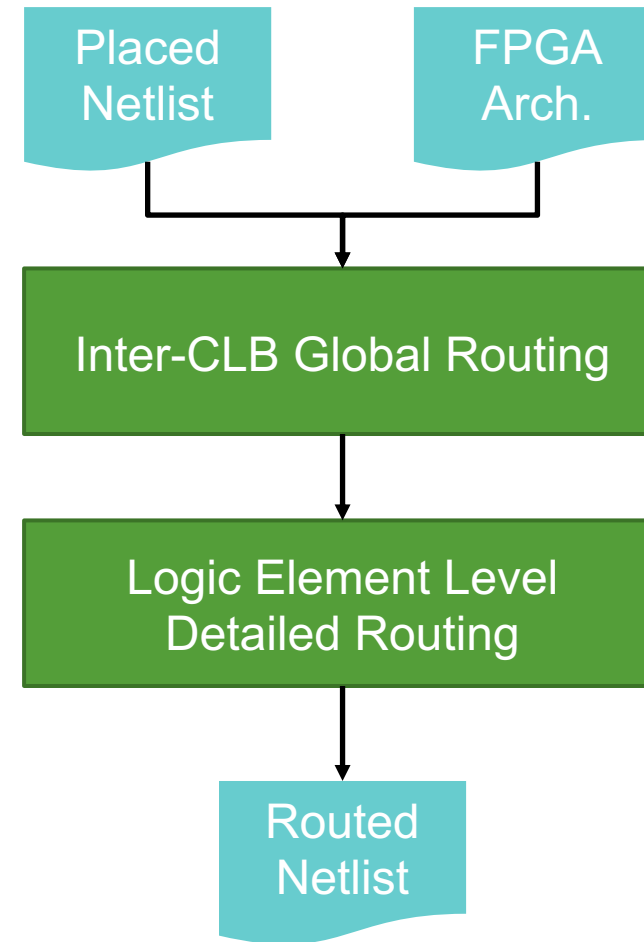 Placed
Netlist
FPGA
Arch.
Inter-CLB Global Routing
Logic Element Level
Detailed Routing
Routed
Netlist